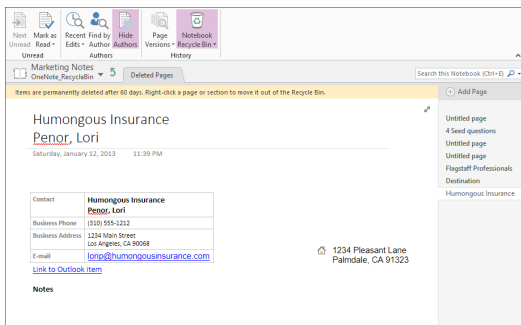 Next Unread
Mark as Read
Recent Edits
Find by Author
Hide Authors
Page Versions
Notebook Recycle Bin
Unread
Authors
History
Marketing Notes
OneNote_RecycleBin
Deleted Pages
Search this Notebook (Ctrl+E)
Items are permanently deleted after 60 days. Right-click a page or section to move it out of the Recycle Bin.
Add Page
Humongous Insurance
Penor, Lori
Saturday, January 12, 2013 11:39 PM
Contact
Humongous Insurance
Penor, Lori
Business Phone
(310) 555-1212
Business Address
1234 Main Street
Los Angeles, CA 90068
E-mail
lorip@humongousinsurance.com
Link to Outlook item
Notes
1234 Pleasant Lane
Palmdale, CA 91323
Untitled page
4 Seed questions
Untitled page
Untitled page
Flagstaff Professionals
Destination
Humongous Insurance